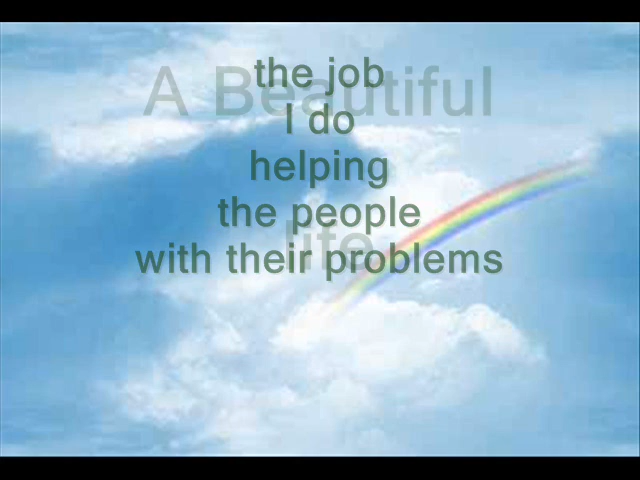 A Beautiful
life
the job
I do
helping
the people
with their problems